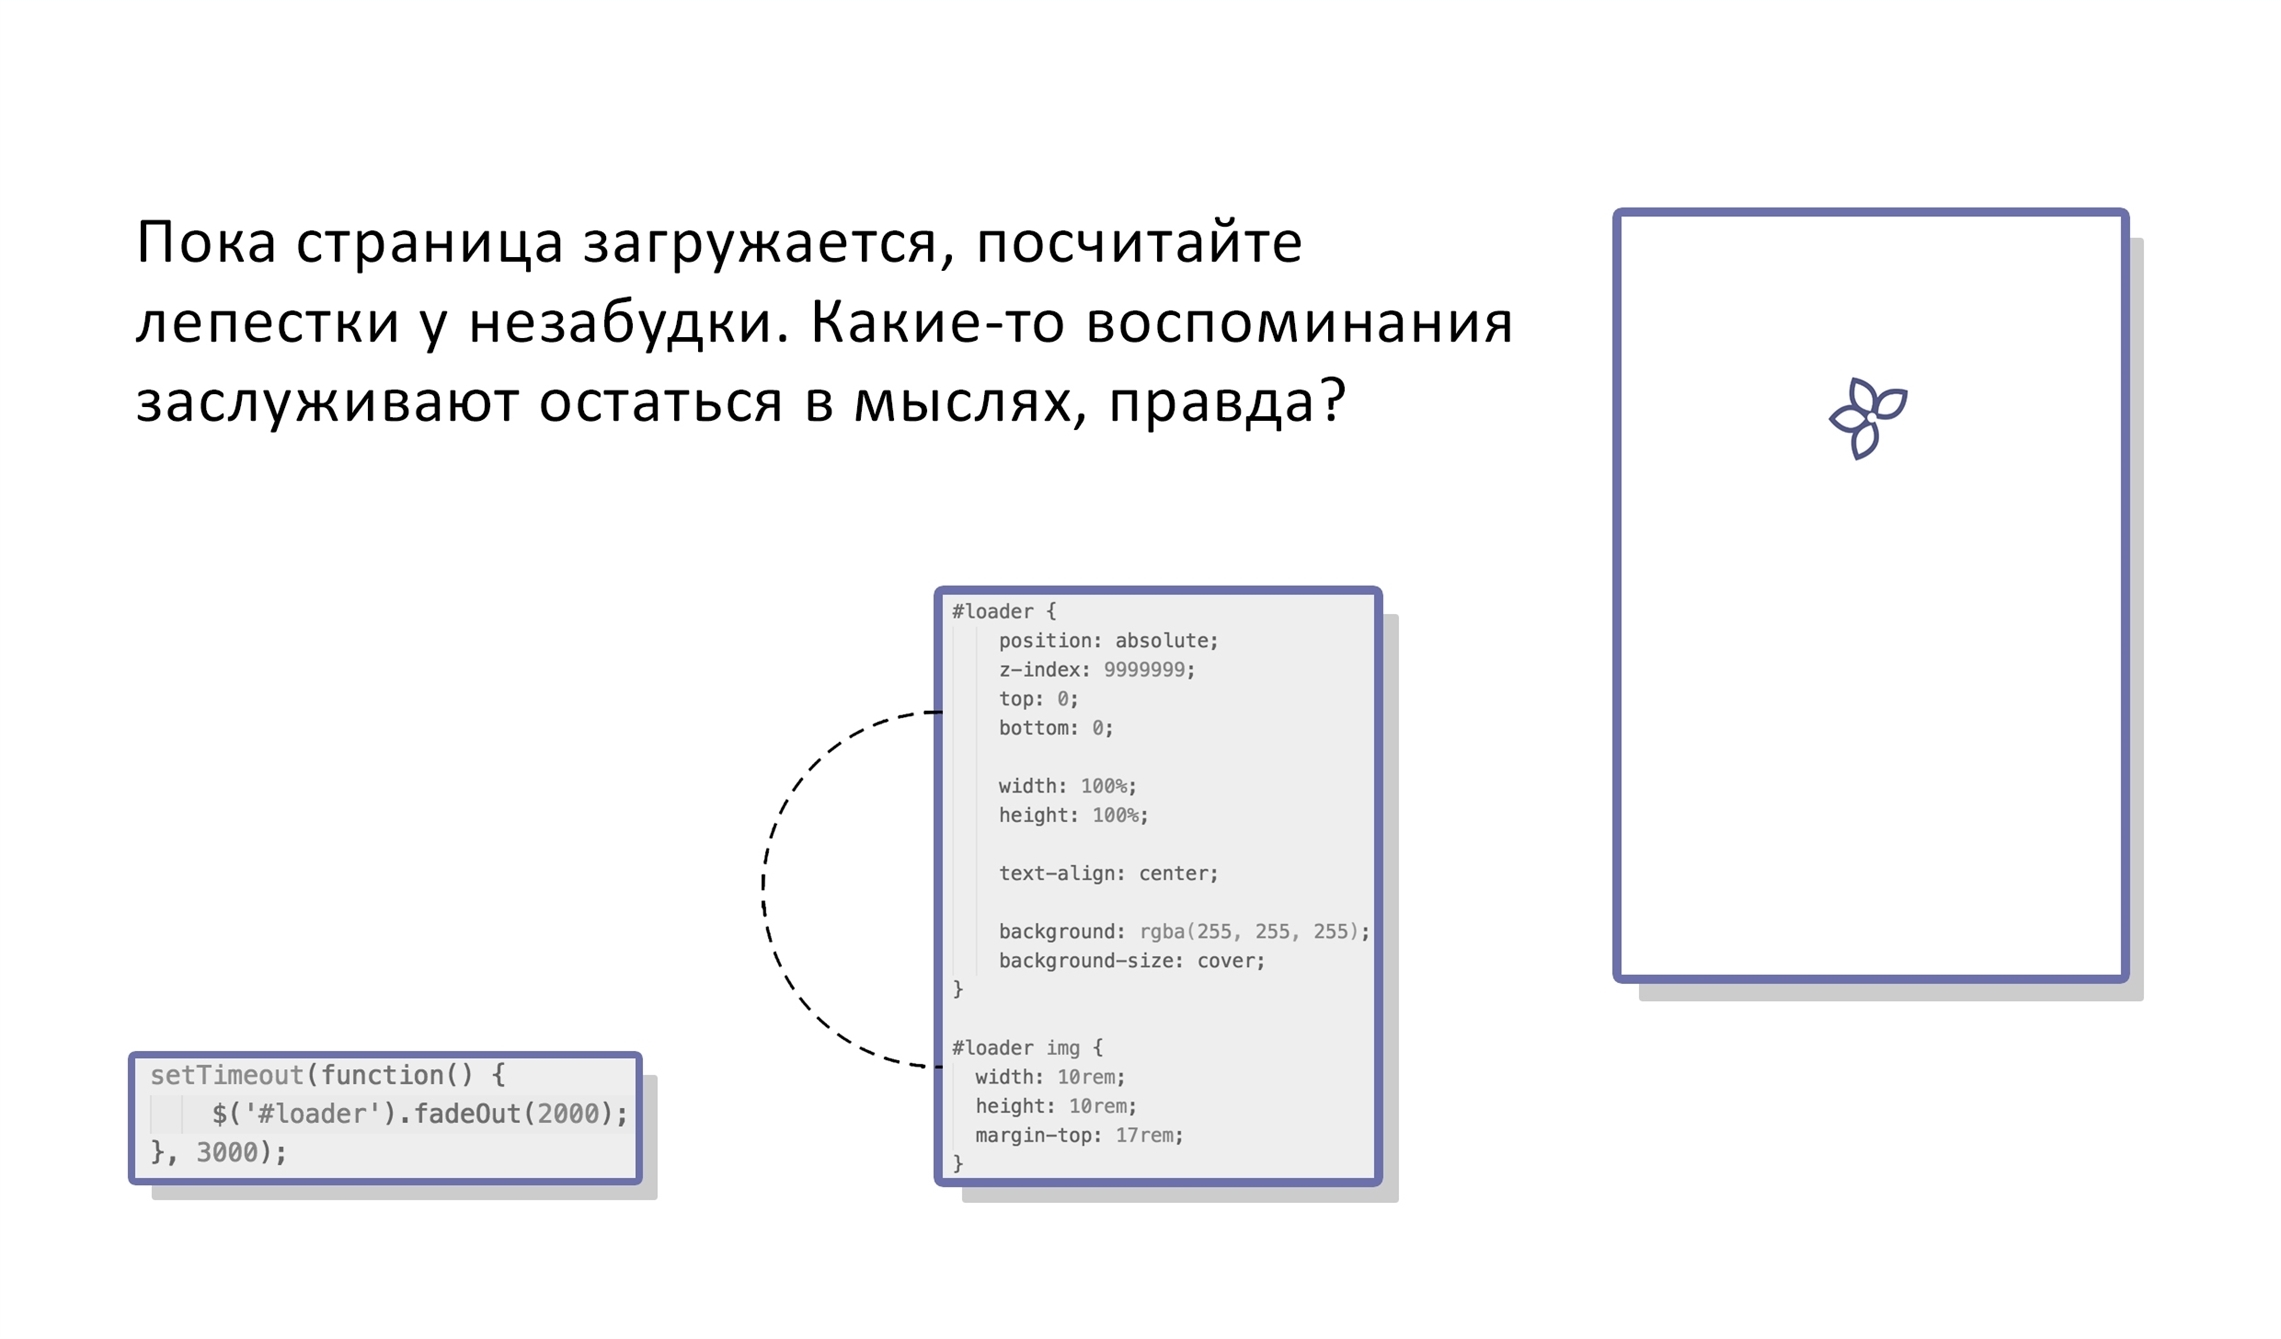 Пока страница загружается, посчитайте
лепестки у незабудки. Какие-то воспоминания
заслуживают остаться в мыслях, правда?
#loader {
position: absolute;
z-index: 9999999;
top: 0;
bottom: 0;
width: 100%;
height: 100%;
text-align: center;
background: rgba(255, 255, 255);
background-size: cover;
}
#loader img {
width: 10rem;
height: 10rem;
margin-top: 17rem;
}
setTimeout(function() {
$('#loader').fadeOut(2000);
}, 3000);